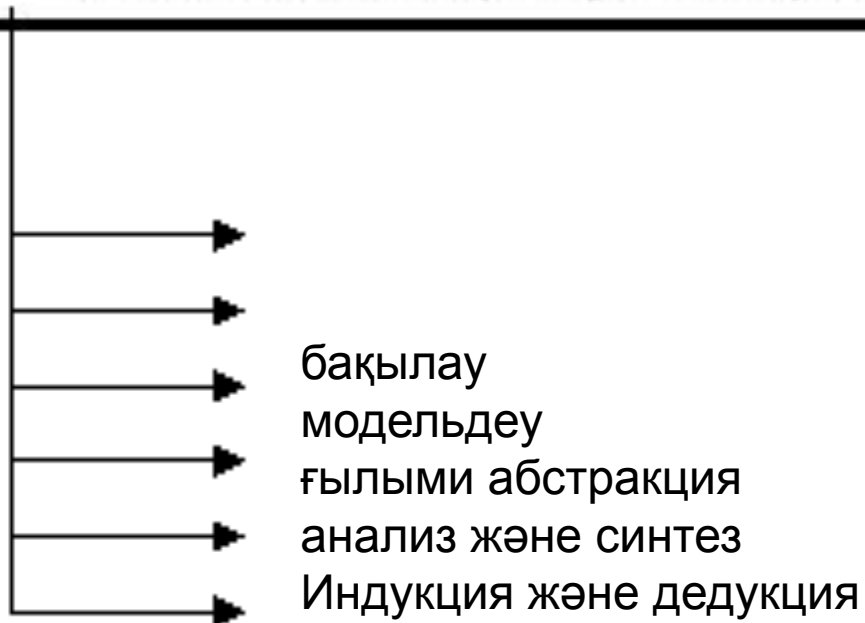 бақылау
модельдеу
ғылыми абстракция
анализ және синтез
Индукция және дедукция